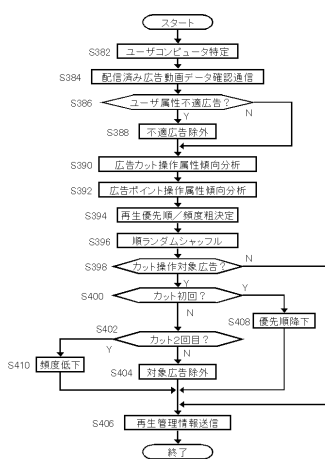 スタート
S382 ユーザコンピュータ特定
S384 配信済み広告動画データ確認通信
S386 ユーザ属性不適広告?
N
Y
S388 不適広告除外
S390 広告カット操作属性傾向分析
S392 広告ポイント操作属性傾向分析
S394 再生優先順/頻度粗決定
S396 順ランダムシャッフル
S398 カット操作対象広告? N
Y
S400 カット初回? Y
N
S408 優先順降下
S402 カット2回目?
Y
N
S410 頻度低下
S404 対象広告除外
S406 再生管理情報送信
終了